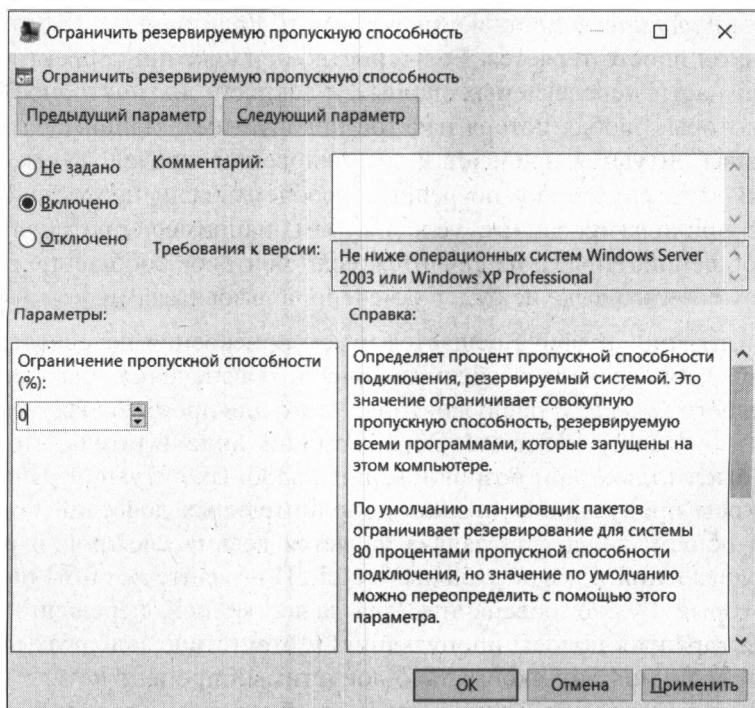 Ограничить резервируемую пропускную способность
Ограничить резервируемую пропускную способность
Предыдущий параметр
Следующий параметр
Не задано
Включено
Отключено
Комментарий:
Требования к версии:
Не ниже операционных систем Windows Server
2003 или Windows XP Professional
Параметры:
Справка:
Ограничение пропускной способности
(%):
0
Определяет процент пропускной способности
подключения, резервируемый системой. Это
значение ограничивает совокупную
пропускную способность, резервируемую
всеми программами, которые запущены на
этом компьютере.
По умолчанию планировщик пакетов
ограничивает резервирование для системы
80 процентами пропускной способности
подключения, но значение по умолчанию
можно переопределить с помощью этого
параметра.
ОК
Отмена
Применить